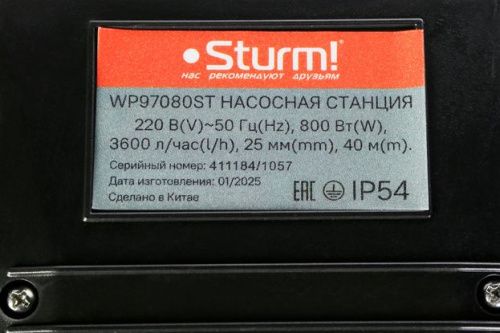 Sturm!
нас рекомендуют друзьям
WP97080ST НАСОСНАЯ СТАНЦИЯ
220 В(V)~50 Гц(Hz), 800 Вт(W),
3600 л/час(l/h), 25 мм(mm), 40 м(m).
Серийный номер: 411184/1057
Дата изготовления: 01/2025
Сделано в Китае
EAC IP54